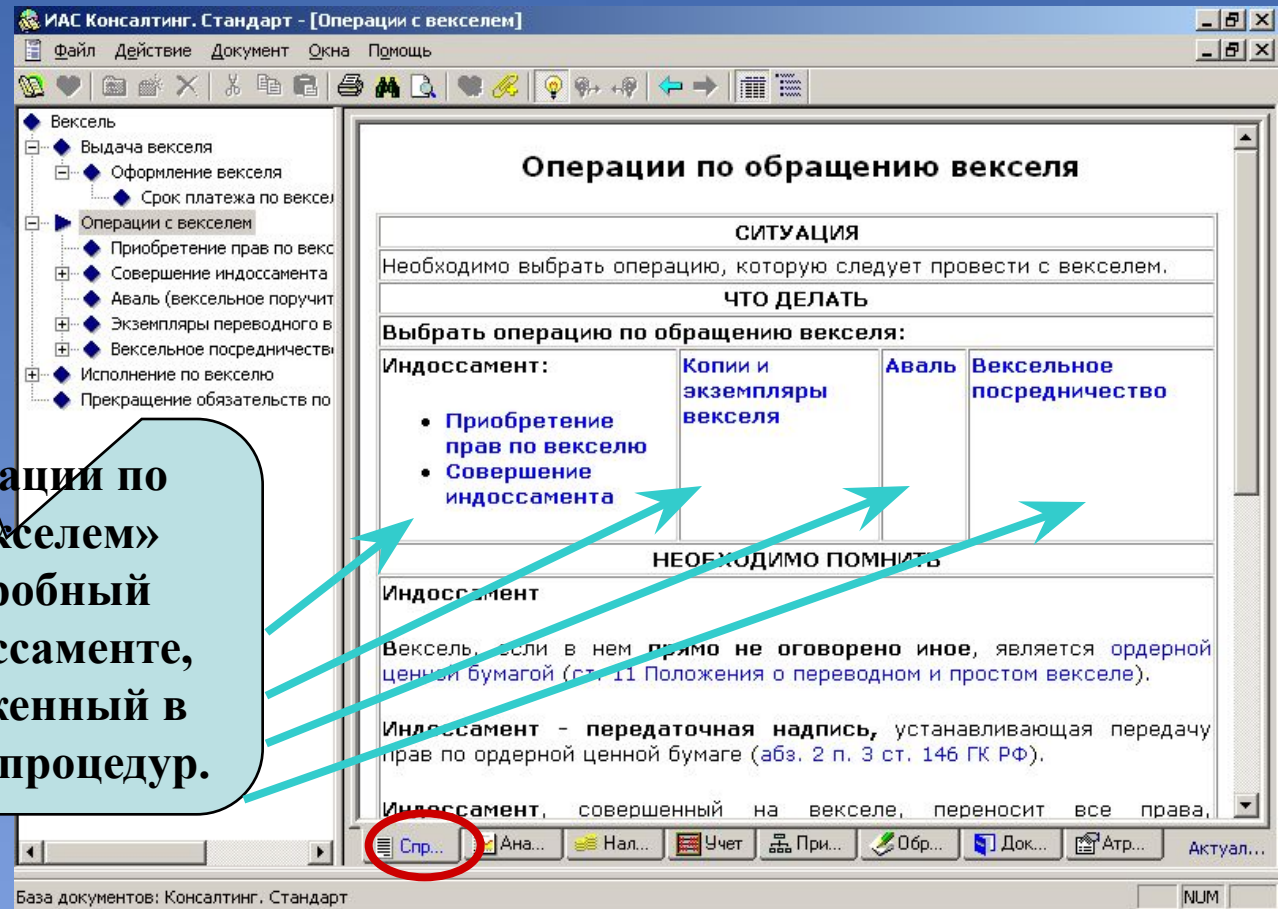 ИАС Консалтинг. Стандарт - [Операции с векселем]
Файл Действие Документ Окна Помощь
Вексель
Выдача векселя
Оформление векселя
Срок платежа по вексел
Операции с векселем
Приобретение прав по векс
Совершение индоссамента
Аваль (вексельное поручит
Экземпляры переводного в
Вексельное посредничеств
Исполнение по векселю
Прекращение обязательств по
ации по
кселем»
робный
ссаменте,
женный в
процедур.
Операции по обращению векселя
СИТУАЦИЯ
Необходимо выбрать операцию, которую следует провести с векселем.
ЧТО ДЕЛАТЬ
Выбрать операцию по обращению векселя:
Индоссамент:
• Приобретение
прав по векселю
• Совершение
индоссамента
Копии и
экземпляры
векселя
Аваль
Вексельное
посредничество
НЕОБХОДИМО ПОМНИТЬ
Индоссамент
Вексель, если в нем прямо не оговорено иное, является ордерной
ценной бумагой (ст. 11 Положения о переводном и простом векселе).
Индоссамент - передаточная надпись, устанавливающая передачу
прав по ордерной ценной бумаге (абз. 2 п. 3 ст. 146 ГК РФ).
Индоссамент, совершенный на векселе, переносит все права,
Спр... Ана... Нал... Учет При... Обр... Док... Атр... Актуал...
База документов: Консалтинг. Стандарт NUM